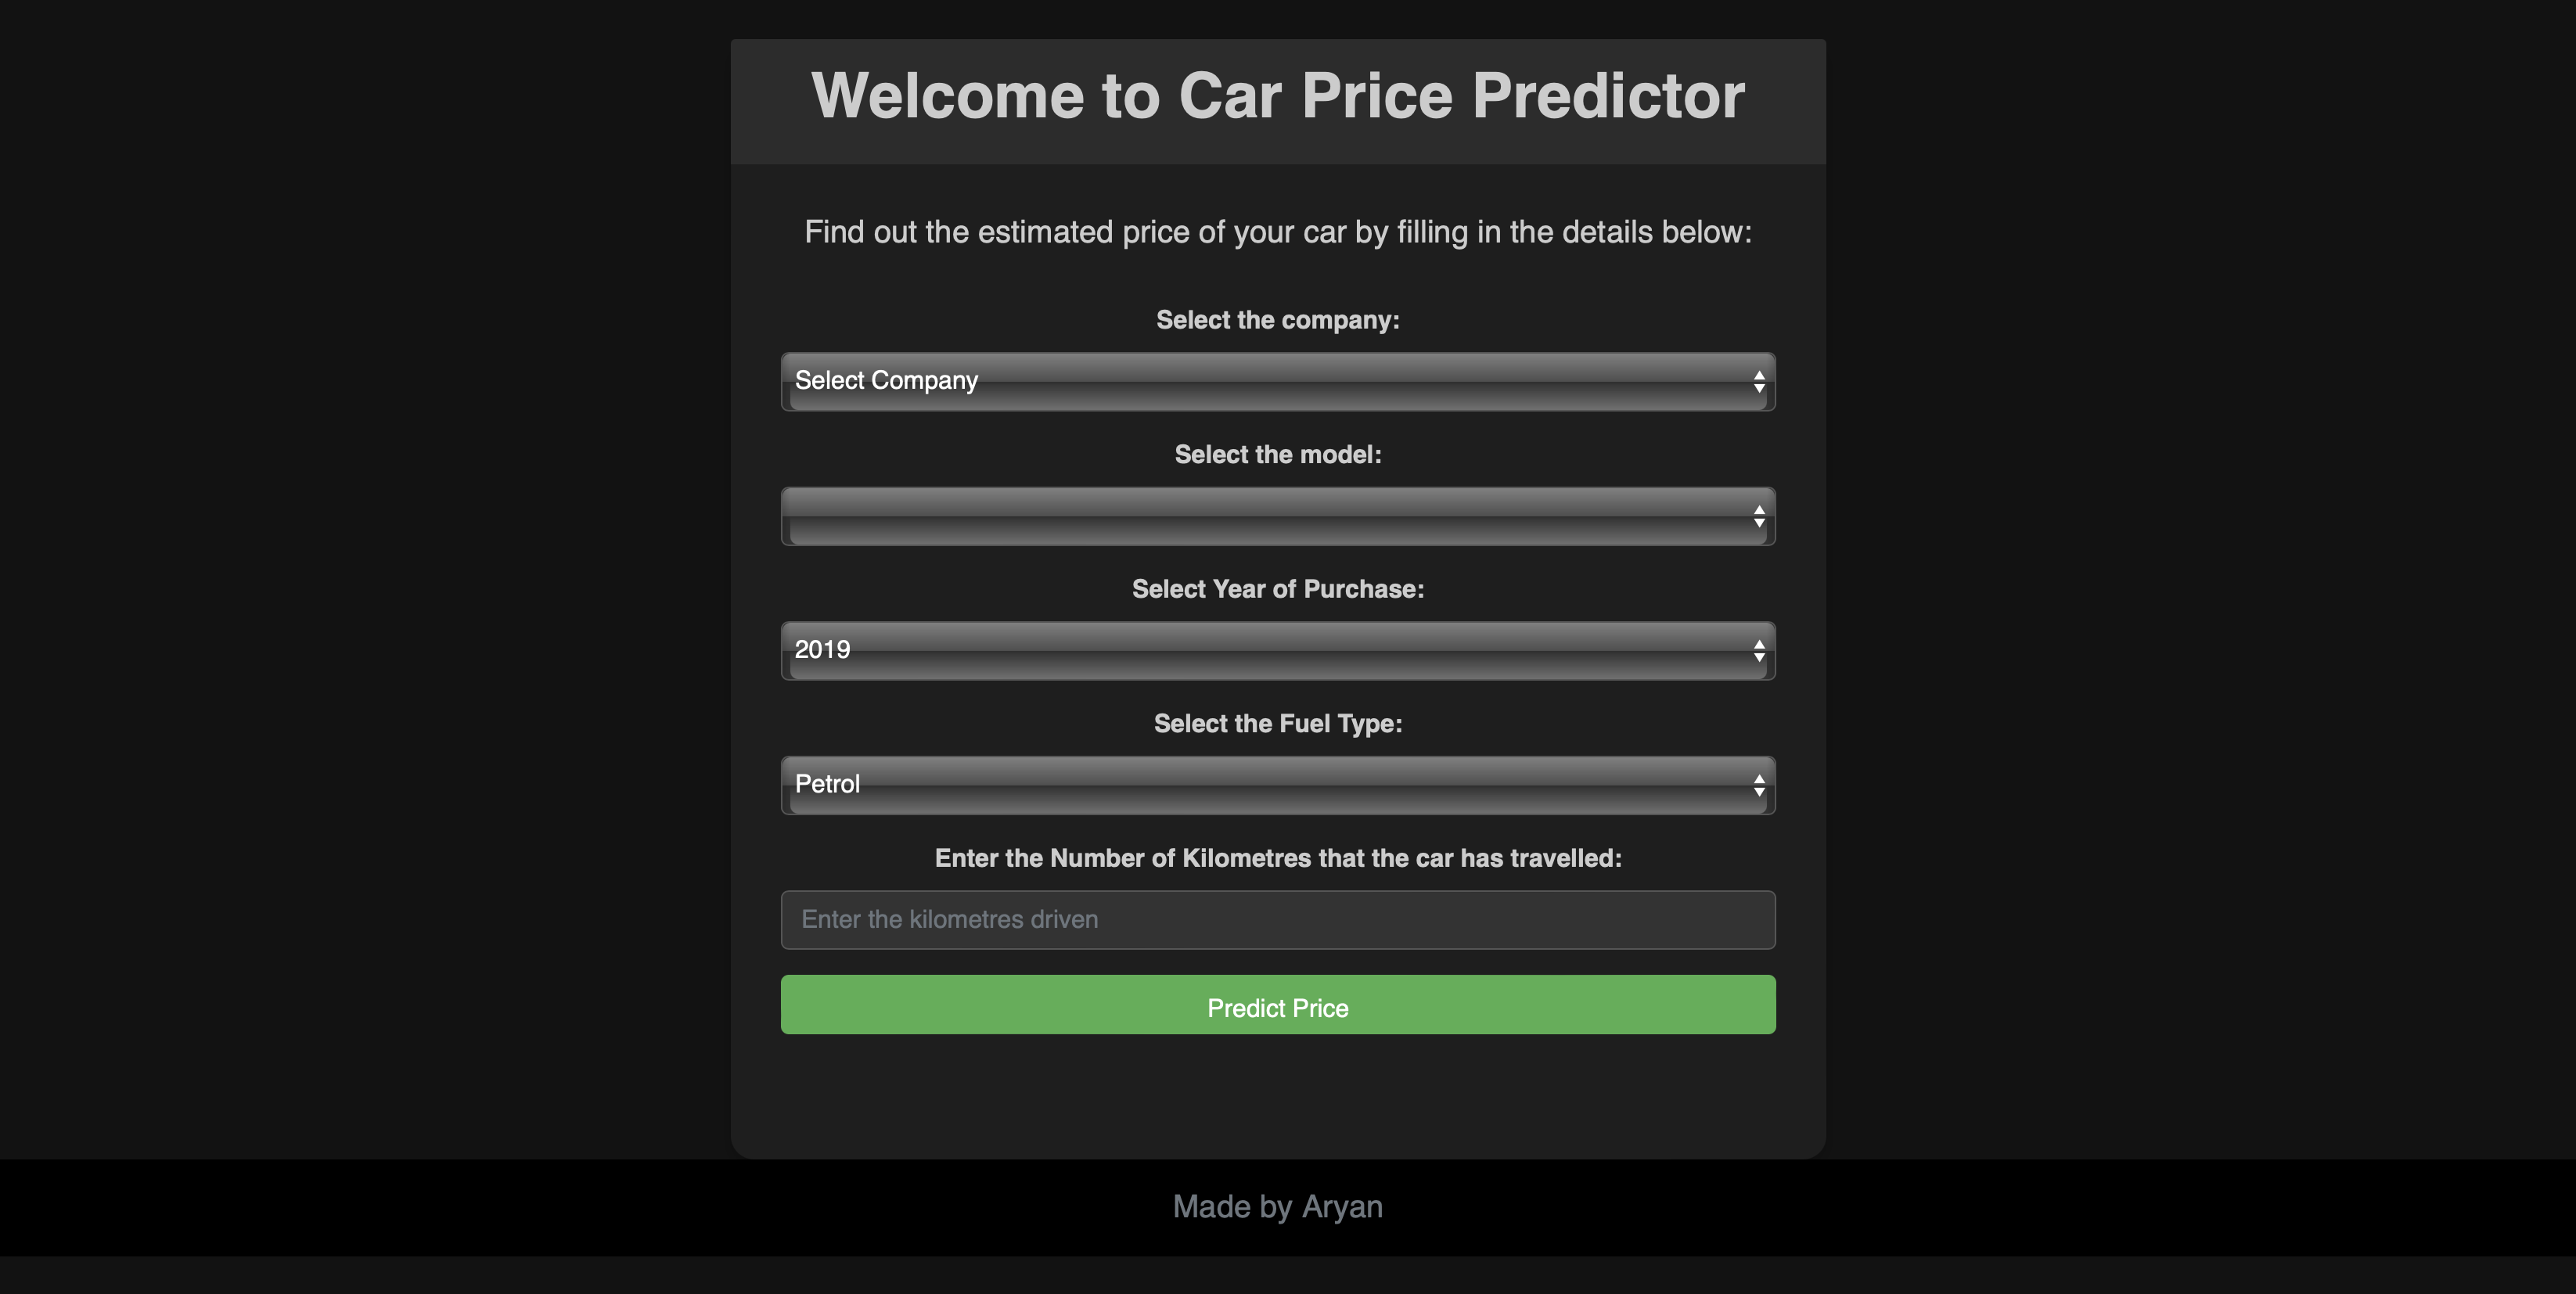 Welcome to Car Price Predictor
Find out the estimated price of your car by filling in the details below:
Select the company:
Select Company
Select the model:
Select Year of Purchase:
2019
Select the Fuel Type:
Petrol
Enter the Number of Kilometres that the car has travelled:
Enter the kilometres driven
Predict Price
Made by Aryan